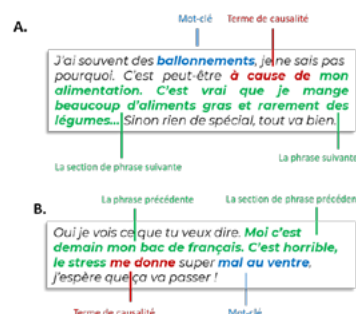 Mot-clé
Terme de causalité
A.
J'ai souvent des ballonnements, je ne sais pas
pourquoi. C'est peut-être à cause de mon
alimentation. C'est vrai que je mange
beaucoup d'aliments gras et rarement des
légumes... Sinon rien de spécial, tout va bien.
La phrase suivante
La section de phrase suivante
La phrase précédente
La section de phrase précéden
B.
Oui je vois ce que tu veux dire. Moi c'est
demain mon bac de français. C'est horrible,
le stress me donne super mal au ventre,
j'espère que ça va passer !
Terme de causalité
Mot-clé